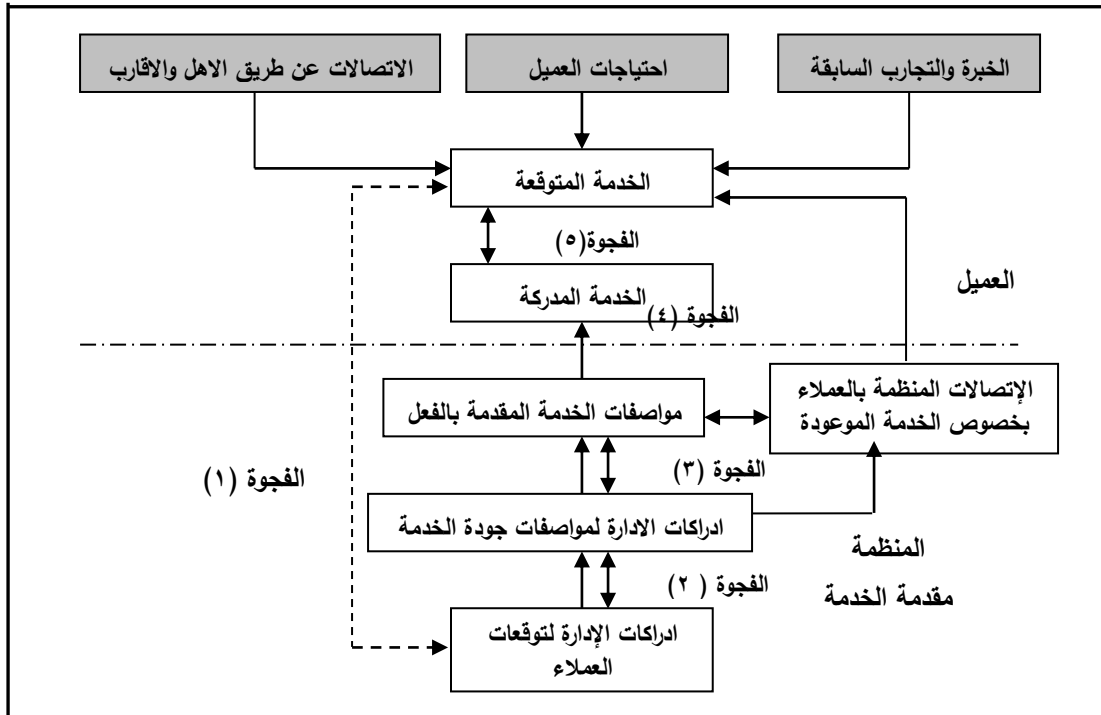 الخبرة والتجارب السابقة
احتياجات العميل
الاتصالات عن طريق الاهل والاقارب
الخدمة المتوقعة
الفجوة(٥)
الخدمة المدركة
الفجوة (٤)
العميل
الإتصالات المنظمة بالعملاء
بخصوص الخدمة الموعودة
مواصفات الخدمة المقدمة بالفعل
الفجوة (٣)
الفجوة (١)
ادراكات الادارة لمواصفات جودة الخدمة
المنظمة
مقدمة الخدمة
الفجوة ( ٢)
ادراكات الإدارة لتوقعات
العملاء